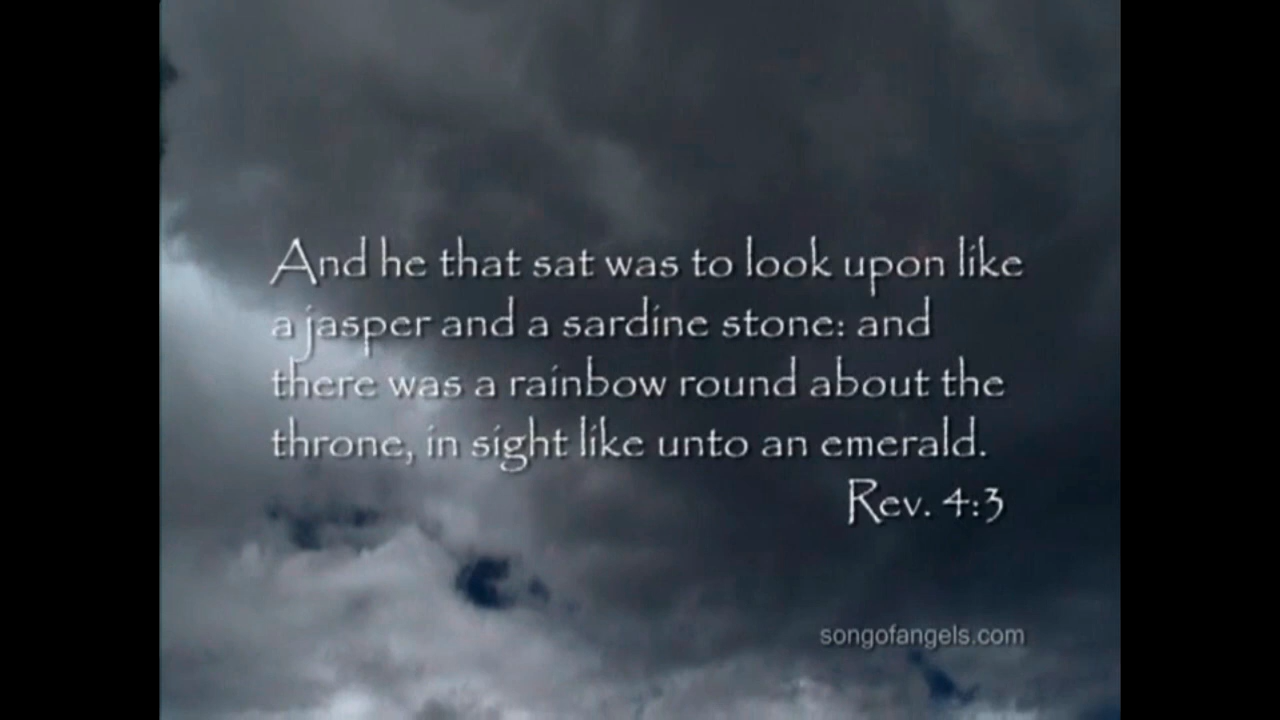 And he that sat was to look upon like
a jasper and a sardine stone: and
there was a rainbow round about the
throne, in sight like unto an emerald.
Rev. 4:3
songofangels.com